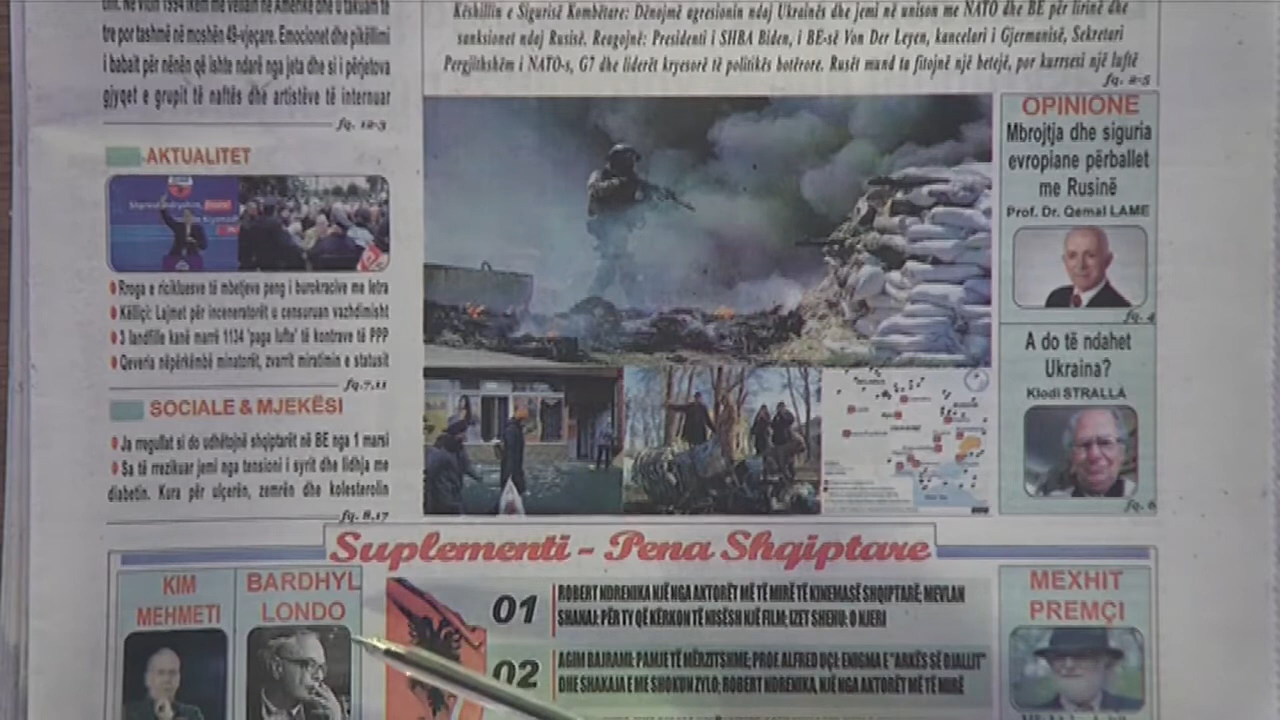 tre por tashmë në moshën 49-vjeçare. Emocionet dhe pikëllimi
i babait për nënën që ishte ndarë nga jeta dhe si i përjetova
gjyqet e grupit të naftës dhe artistëve të internuar
fq. 12-3
AKTUALITET
Rroga e ricikluesve të mbetjeve peng i burokracive me letra
Këlliçi: Lajmet për inceneratorët u censuruan vazhdimisht
3 landfille kanë marrë 1134 'paga lufte' të kontrave të PPP
Qeveria nëpërkëmbë minatorët, zvarrit miratimin e statusit
fq.7,11
SOCIALE & MJEKËSI
Ja rregullat si do udhëtojnë shqiptarët në BE nga 1 marsi
Sa të rrezikuar jemi nga tensioni i syrit dhe lidhja me
diabetin. Kura për ulçerën, zemrën dhe kolesterolin
fq. 8,17
Këshillin e Sigurisë Kombëtare: Dënojmë agresionin ndaj Ukrainës dhe jemi në unison me NATO dhe BE për lirinë dhe
sanksionet ndaj Rusisë. Reagojnë: Presidenti i SHBA Biden, i BE-së Von Der Leyen, kancelari i Gjermanisë, Sekretari
Pergjithshëm i NATO-s, G7 dhe liderët kryesorë të politikës botërore. Rusët mund ta fitojnë një betejë, por kurrsesi një luftë
fq. 2-5
OPINIONE
Mbrojtja dhe siguria
evropiane përballet
me Rusinë
Prof. Dr. Qemal LAME
fq. 4
A do të ndahet
Ukraina?
Klodi STRALLA
fq. 6
Suplementi - Pena Shqiptare
KIM
MEHMETI
BARDHYL
LONDO
01
ROBERT NDRENIKA NJË NGA AKTORËT MË TË MIRË TË KINEMASË SHQIPTARË; MEVLAN
SHANAJ: PËR TY QË KËRKON TË NISËSH NJË FILM; IZET SHEHU: O NJERI
02
AGIM BAJRAMI: PAMJE TË MËRZITSHME; PROF. ALFRED UÇI: ENIGMA E "ARKËS SË DJALLIT"
DHE SHAKAJA E ME SHOKUN ZYLO; ROBERT NDRENIKA, NJË NGA AKTORËT MË TË MIRË
MEXHIT
PREMÇI